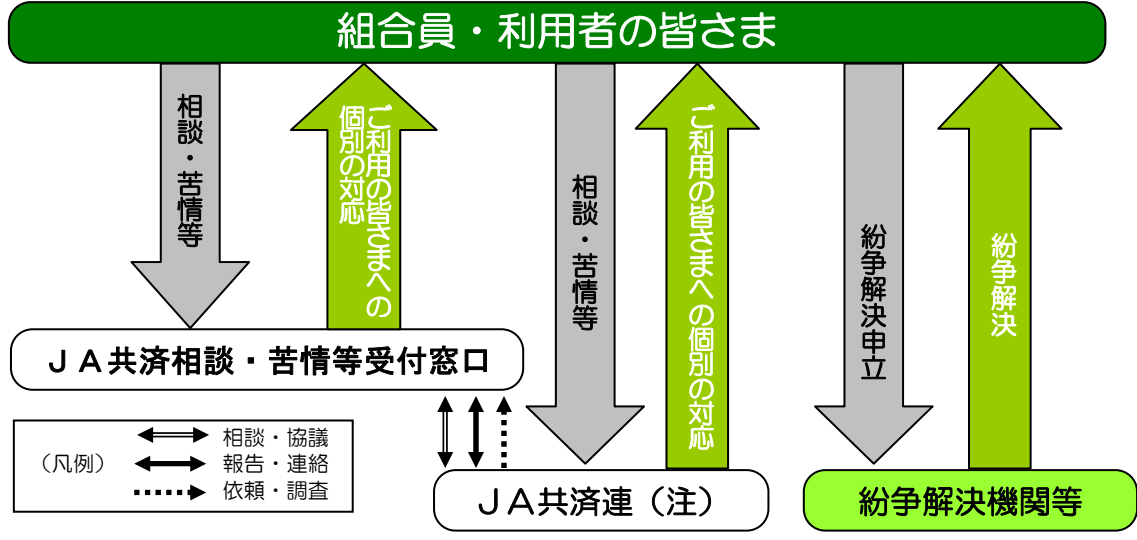 組合員・利用者の皆さま
相談・苦情等
ご利用の皆さまへの
個別の対応
相談・苦情等
ご利用の皆さまへの個別の対応
紛争解決申立
紛争解決
ＪＡ共済相談・苦情等受付窓口
（凡例）
相談・協議
報告・連絡
依頼・調査
ＪＡ共済連（注）
紛争解決機関等